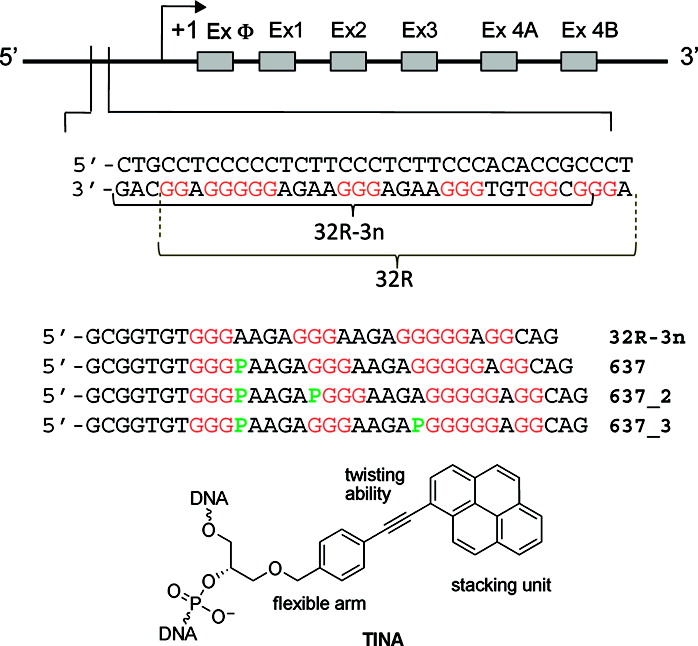 +1 Ex Φ Ex1 Ex2 Ex3 Ex 4A Ex 4B
5' 3'
5'-CTGCCTCCCCCTCTTCCCTCTTCCCACACCGCCCT
3'-GACGGAGGGGGAGAAGGGAGAAGGGTGTGGCGGGA
32R-3n
32R
5'-GCGGTGTGGGAAGAGGGAAGAGGGGGAGGCAG 32R-3n
5'-GCGGTGTGGGPAAGAGGGAAGAGGGGGAGGCAG 637
5'-GCGGTGTGGGPAAGAPGGGAAGAGGGGGAGGCAG 637_2
5'-GCGGTGTGGGPAAGAGGGAAGAPGGGGGAGGCAG 637_3
twisting
ability
DNA
O
O
O
O
P
O⁻
DNA
flexible arm
stacking unit
TINA